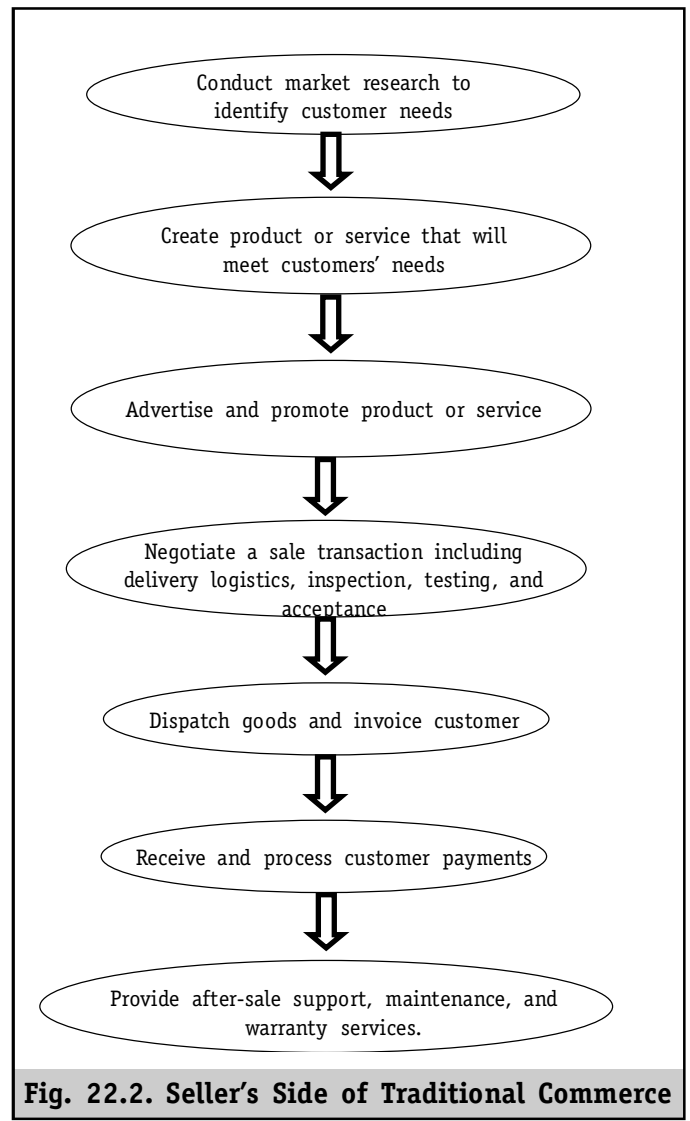 Conduct market research to
identify customer needs
Create product or service that will
meet customers' needs
Advertise and promote product or service
Negotiate a sale transaction including
delivery logistics, inspection, testing, and
acceptance
Dispatch goods and invoice customer
Receive and process customer payments
Provide after-sale support, maintenance, and
warranty services.
Fig. 22.2. Seller's Side of Traditional Commerce